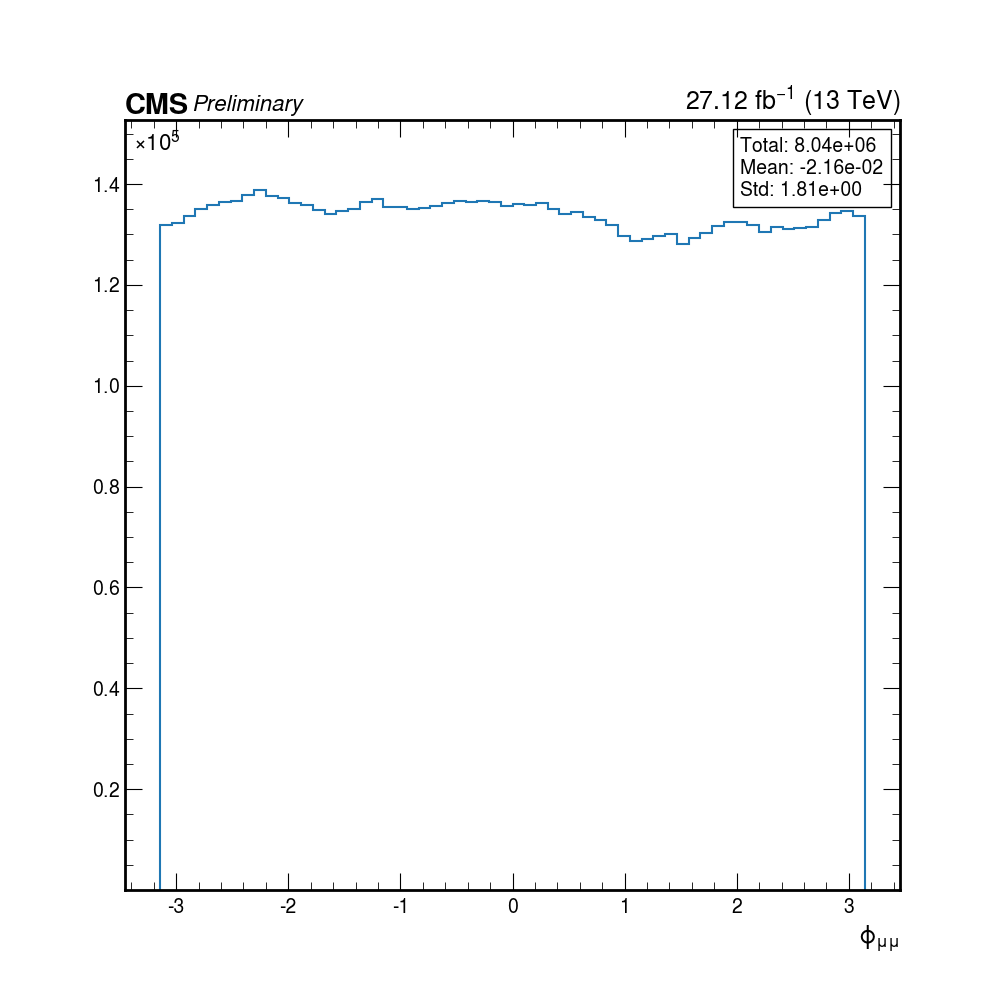 CMS Preliminary
27.12 fb⁻¹ (13 TeV)
×10⁵
Total: 8.04e+06
Mean: -2.16e-02
Std: 1.81e+00
1.4
1.2
1.0
0.8
0.6
0.4
0.2
-3 -2 -1 0 1 2 3
ϕμμ